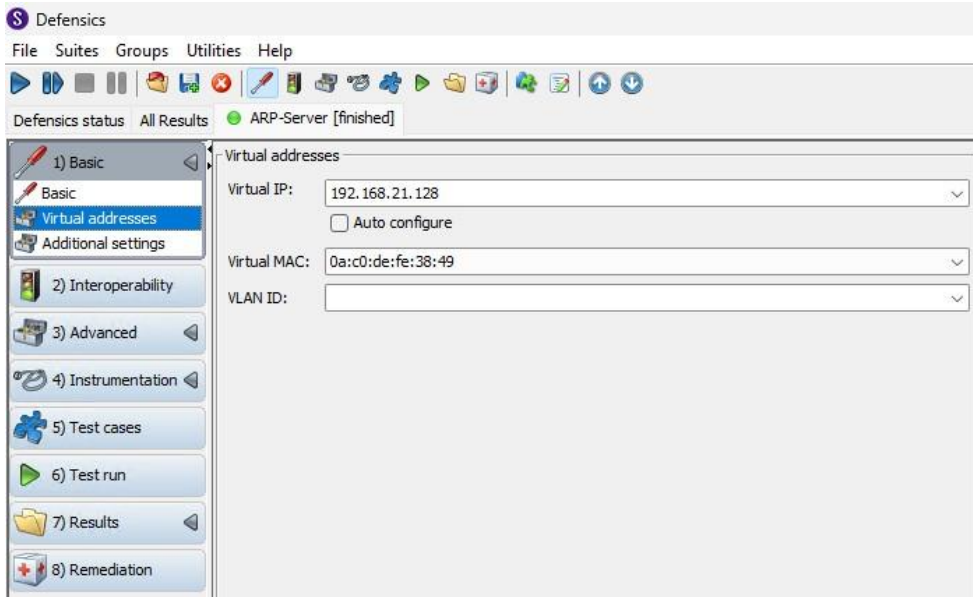 S Defensics
File Suites Groups Utilities Help
Defensics status All Results ARP-Server [finished]
1) Basic
Basic
Virtual addresses
Additional settings
2) Interoperability
3) Advanced
4) Instrumentation
5) Test cases
6) Test run
7) Results
8) Remediation
Virtual addresses
Virtual IP: 192.168.21.128
Auto configure
Virtual MAC: 0a:c0:de:fe:38:49
VLAN ID: